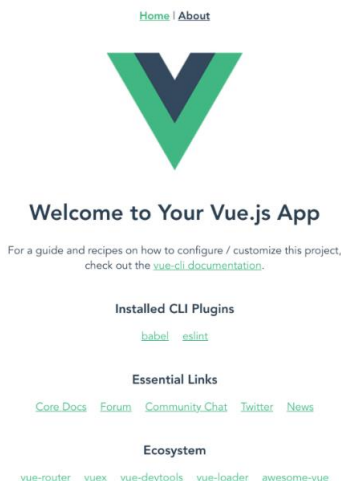 Home | About
Welcome to Your Vue.js App
For a guide and recipes on how to configure / customize this project,
check out the vue-cli documentation.
Installed CLI Plugins
babel eslint
Essential Links
Core Docs Forum Community Chat Twitter News
Ecosystem
vue-router vuex vue-devtools vue-loader awesome-vue